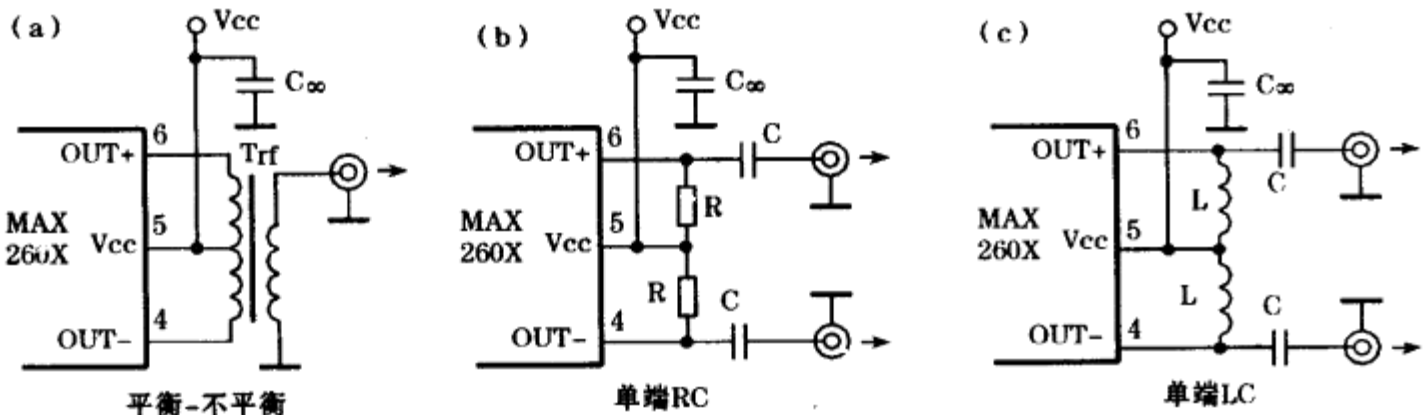 (a)
Vcc
C∞
6
OUT+
Trf
MAX
260X
5
Vcc
4
OUT-
平衡-不平衡
(b)
Vcc
C∞
6
OUT+
C
R
MAX
260X
5
Vcc
R
C
4
OUT-
单端RC
(c)
Vcc
C∞
6
OUT+
C
L
MAX
260X
5
Vcc
L
C
4
OUT-
单端LC